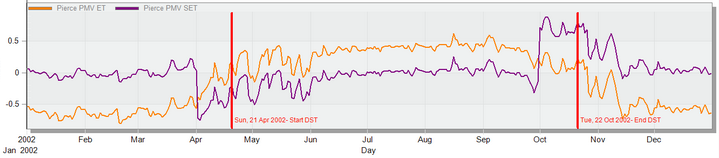 Pierce PMV ET Pierce PMV SET
0.5
0
-0.5
Sun, 21 Apr 2002- Start DST Tue, 22 Oct 2002- End DST
2002 Feb Mar Apr May Jun Jul Aug Sep Oct Nov Dec
Jan 2002 Day